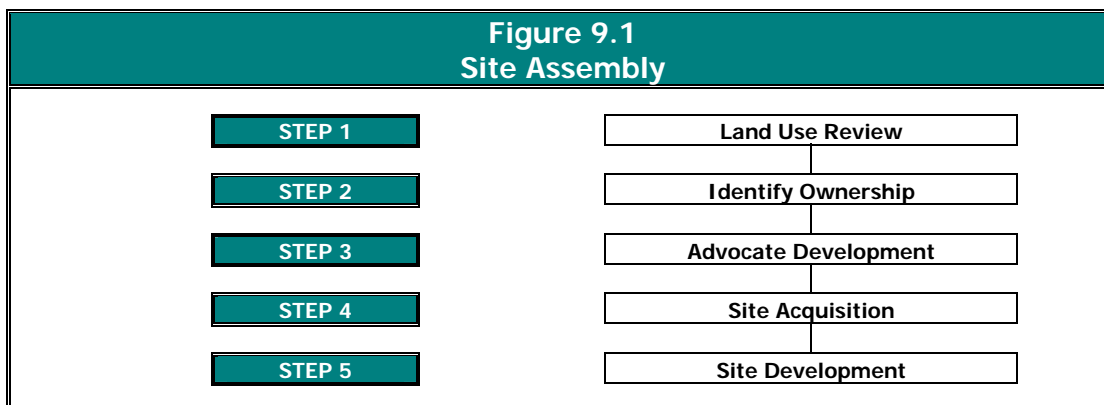 Figure 9.1
Site Assembly
STEP 1 Land Use Review
STEP 2 Identify Ownership
STEP 3 Advocate Development
STEP 4 Site Acquisition
STEP 5 Site Development